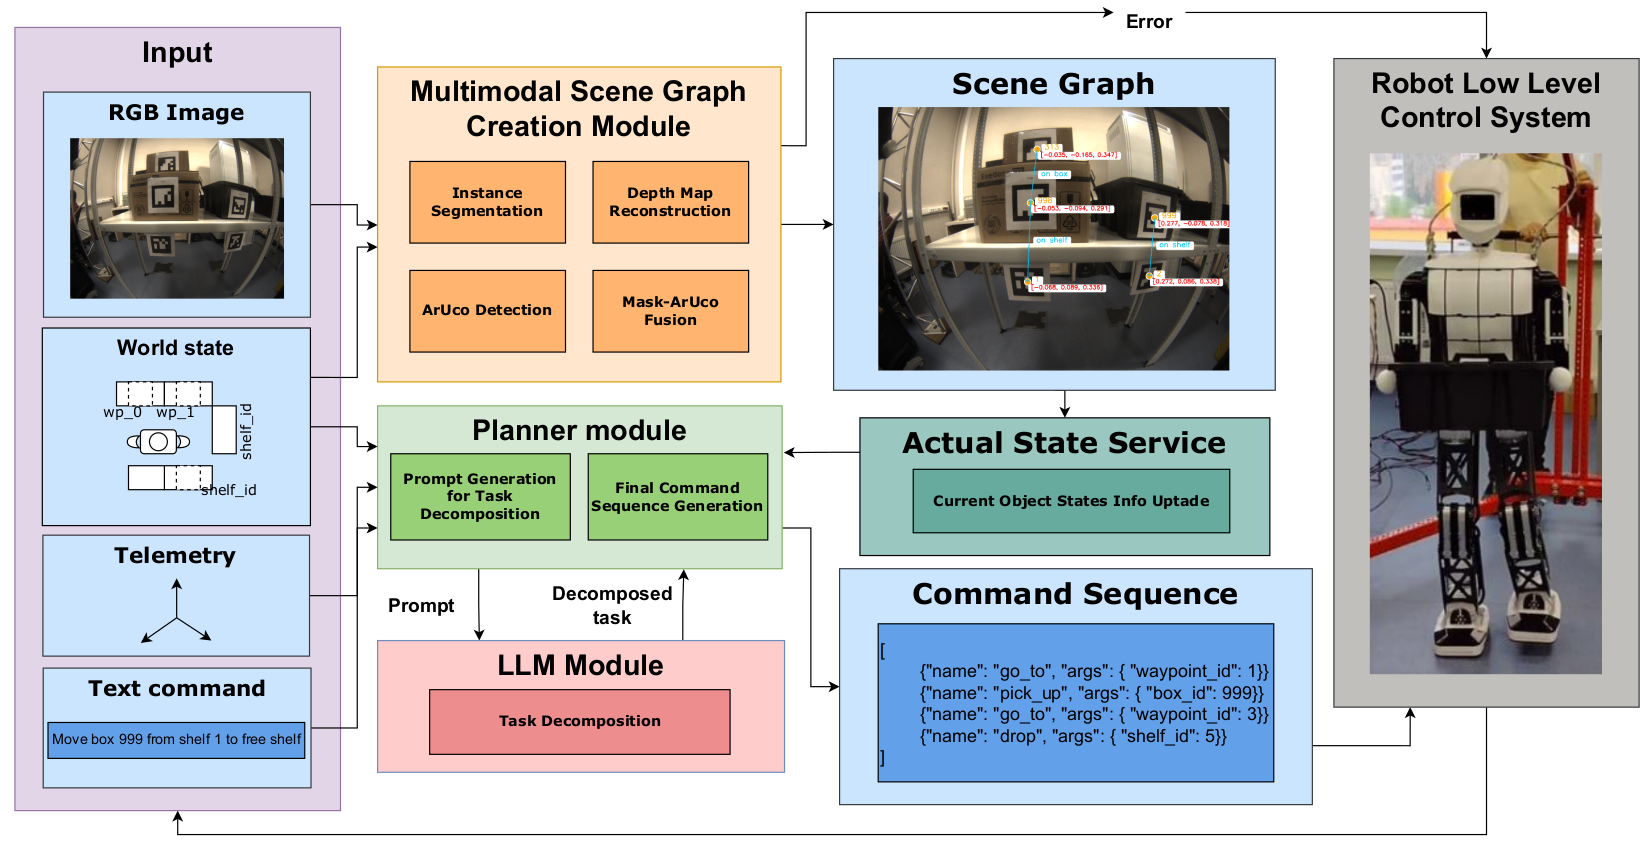 Input
RGB Image
World state
wp_0
wp_1
shelf_id
shelf_id
Telemetry
Text command
Move box 999 from shelf 1 to free shelf
Multimodal Scene Graph
Creation Module
Instance
Segmentation
Depth Map
Reconstruction
ArUco Detection
Mask-ArUco
Fusion
Planner module
Prompt Generation
for Task
Decomposition
Final Command
Sequence Generation
Prompt
Decomposed
task
LLM Module
Task Decomposition
Error
Scene Graph
[-0.035, -0.165, 0.347]
on box
998
[-0.053, -0.094, 0.291]
999
[0.277, -0.078, 0.318]
on shelf
on shelf
[-0.068, 0.089, 0.336]
2
[0.272, 0.086, 0.338]
Actual State Service
Current Object States Info Uptade
Command Sequence
[
{"name": "go_to", "args": { "waypoint_id": 1}}
{"name": "pick_up", "args": { "box_id": 999}}
{"name": "go_to", "args": { "waypoint_id": 3}}
{"name": "drop", "args": { "shelf_id": 5}}
]
Robot Low Level
Control System